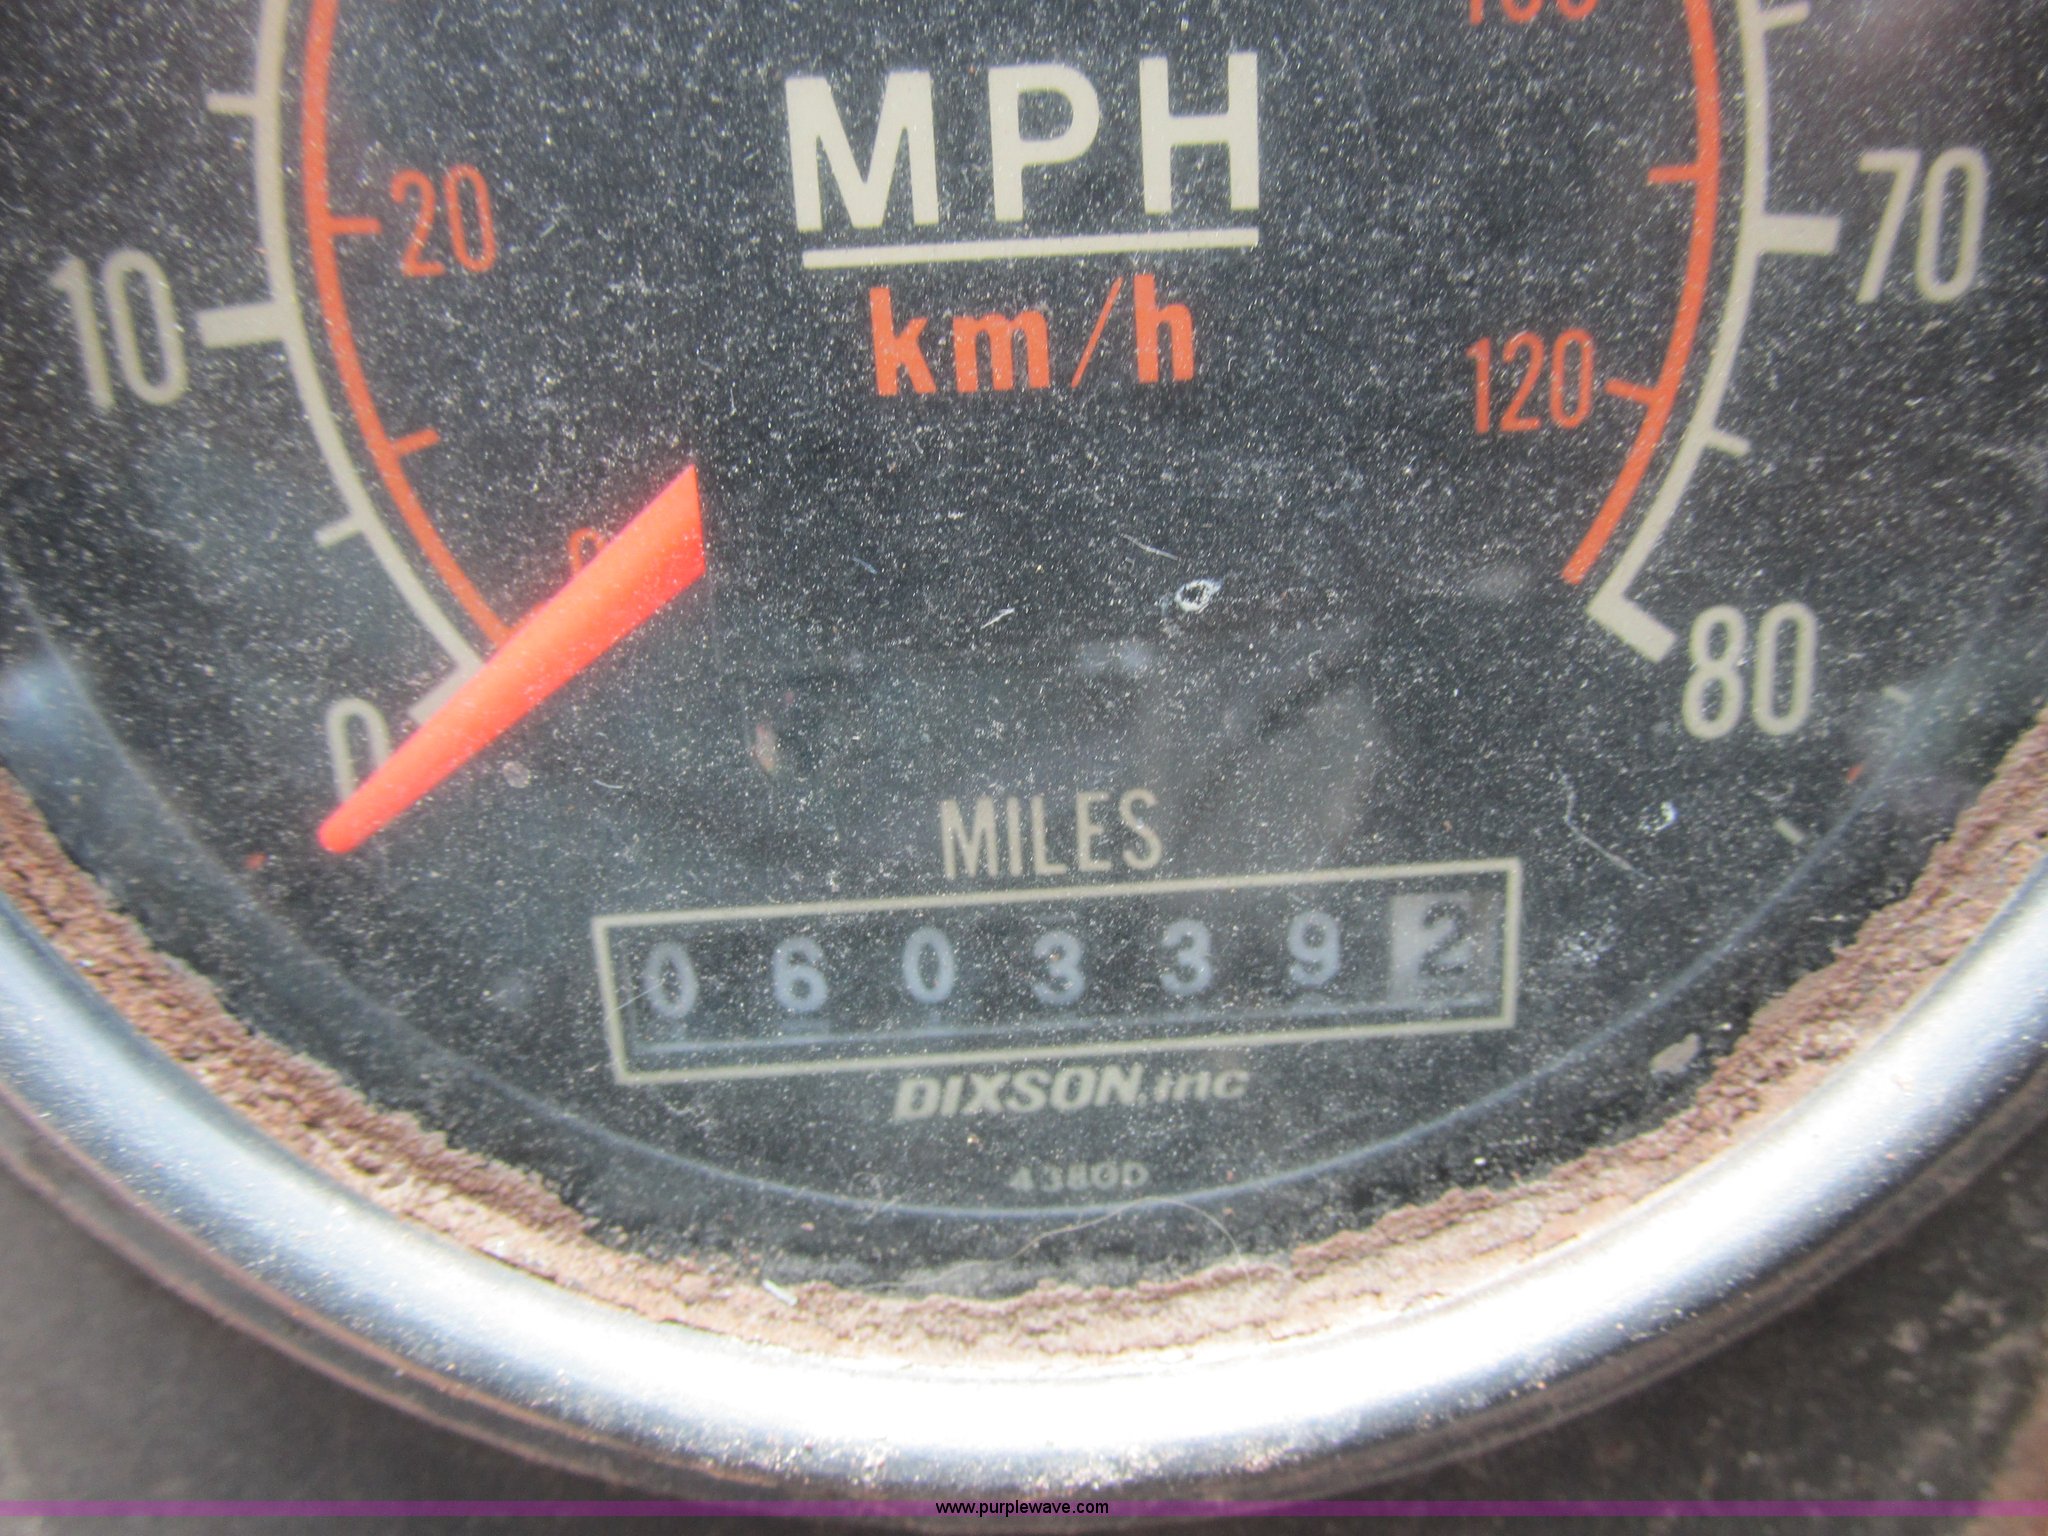 MPH
km/h
10
20
70
120
0
80
MILES
0 6 0 3 3 9 2
DIXSON, inc
4380D
www.purplewave.com